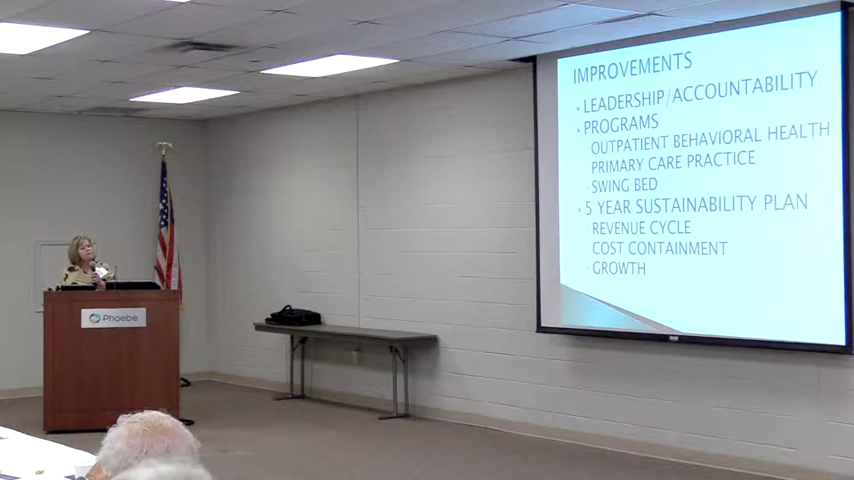 IMPROVEMENTS
LEADERSHIP/ACCOUNTABILITY
PROGRAMS
OUTPATIENT BEHAVIORAL HEALTH
PRIMARY CARE PRACTICE
SWING BED
5 YEAR SUSTAINABILITY PLAN
REVENUE CYCLE
COST CONTAINMENT
GROWTH
Phoebe